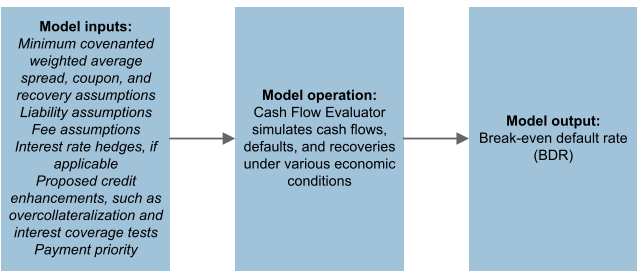 Model inputs:
Minimum covenanted
weighted average
spread, coupon, and
recovery assumptions
Liability assumptions
Fee assumptions
Interest rate hedges, if
applicable
Proposed credit
enhancements, such as
overcollateralization and
interest coverage tests
Payment priority
Model operation:
Cash Flow Evaluator
simulates cash flows,
defaults, and recoveries
under various economic
conditions
Model output:
Break-even default rate
(BDR)